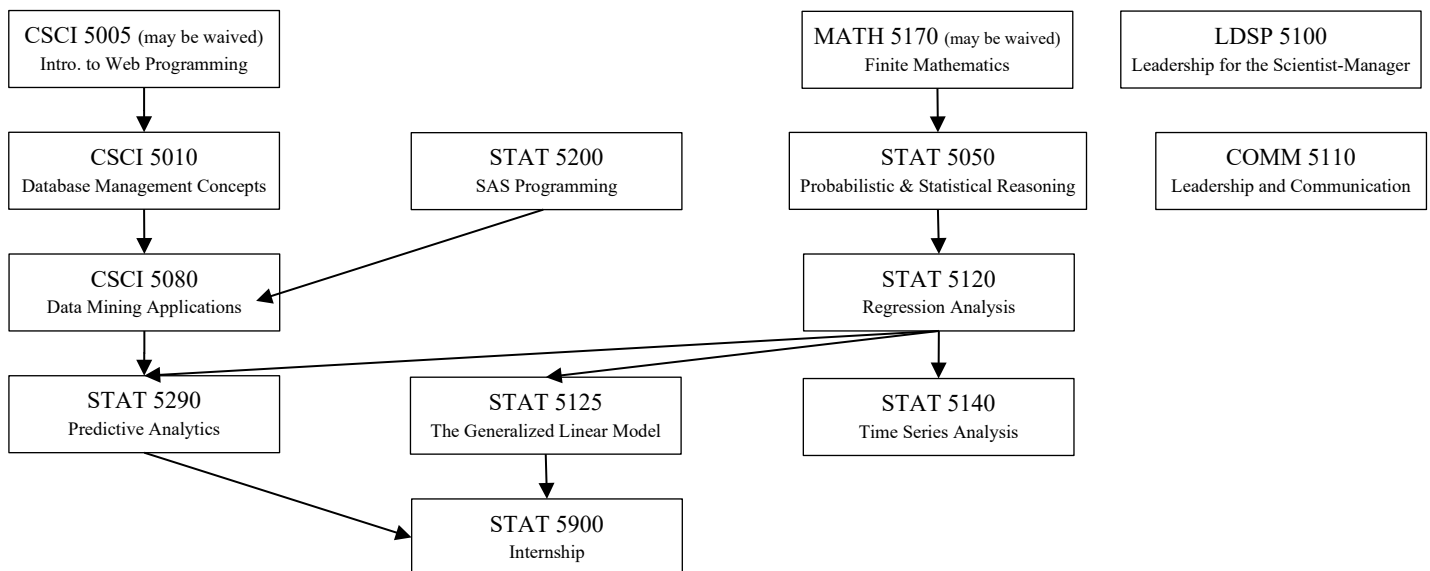 CSCI 5005 (may be waived)
Intro. to Web Programming
MATH 5170 (may be waived)
Finite Mathematics
LDSP 5100
Leadership for the Scientist-Manager
CSCI 5010
Database Management Concepts
STAT 5200
SAS Programming
STAT 5050
Probabilistic & Statistical Reasoning
COMM 5110
Leadership and Communication
CSCI 5080
Data Mining Applications
STAT 5120
Regression Analysis
STAT 5290
Predictive Analytics
STAT 5125
The Generalized Linear Model
STAT 5140
Time Series Analysis
STAT 5900
Internship